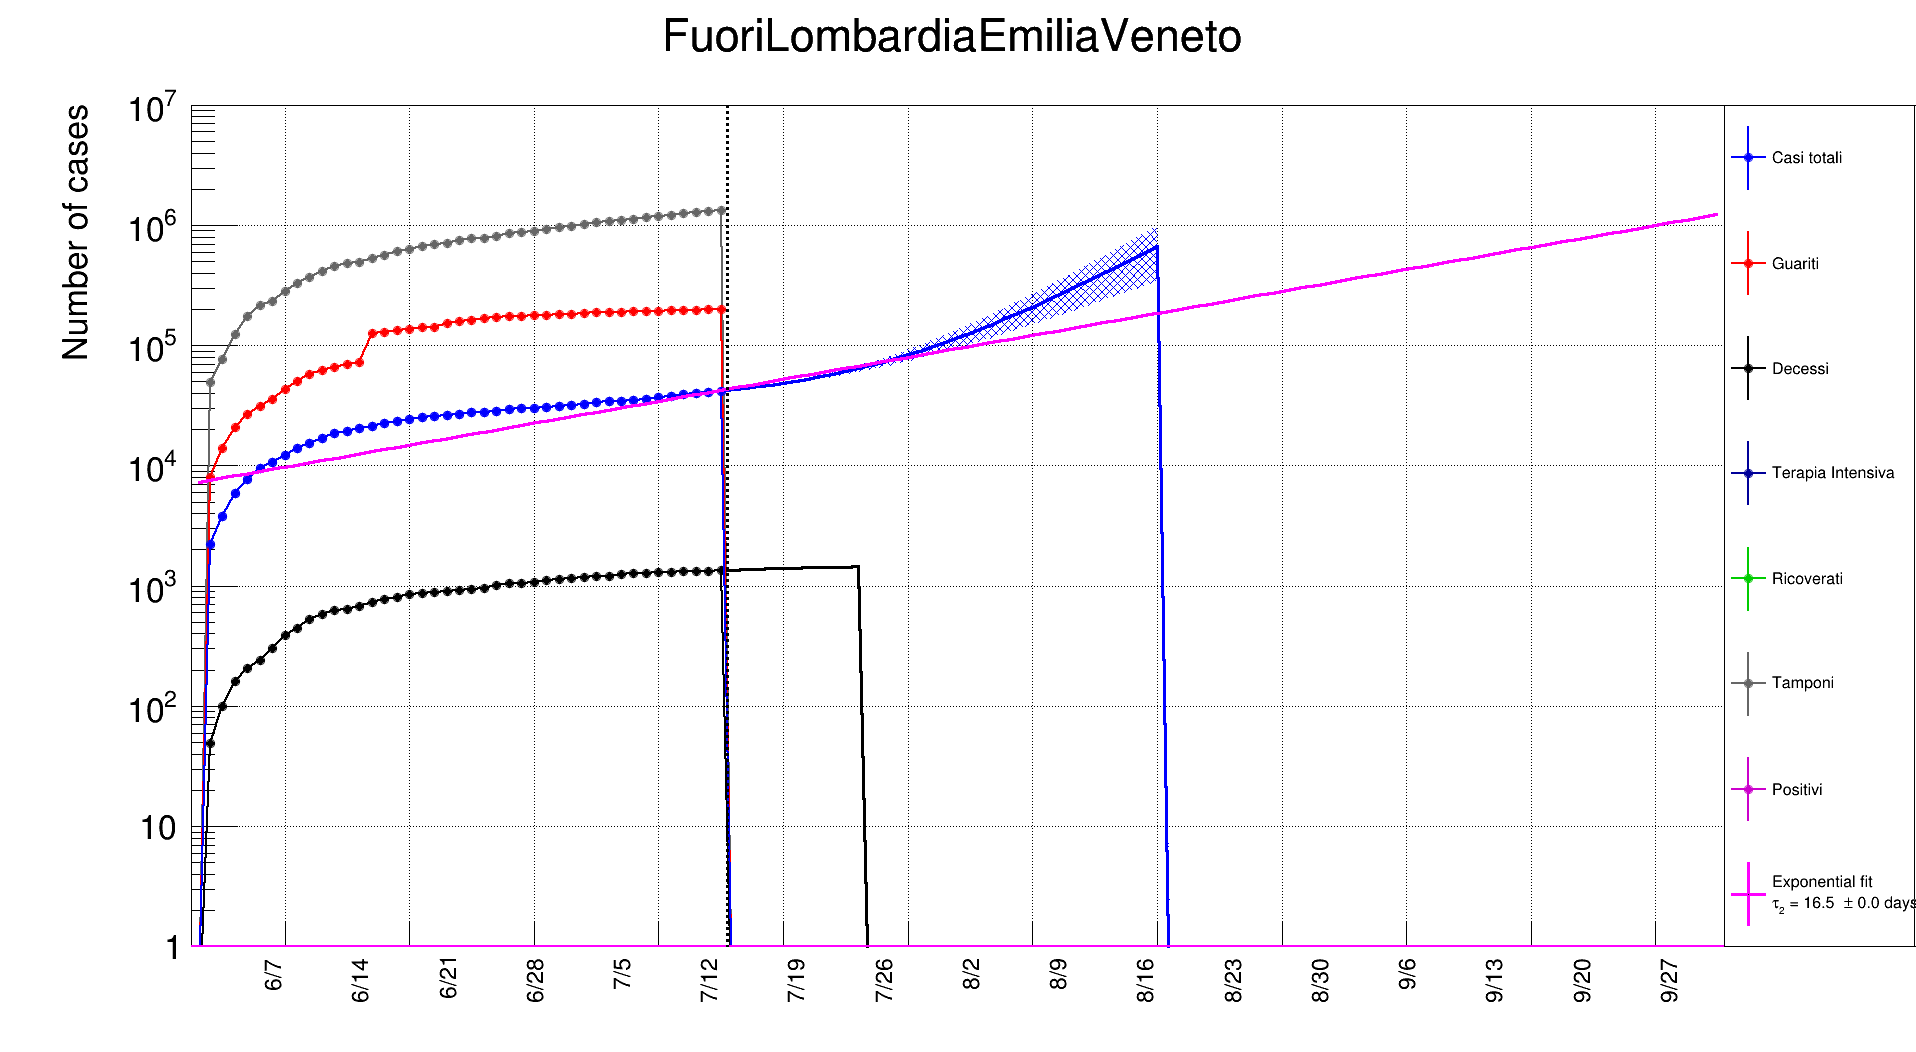 FuoriLombardiaEmiliaVeneto
Number of cases
10^7
10^6
10^5
10^4
10^3
10^2
10
1
6/7
6/14
6/21
6/28
7/5
7/12
7/19
7/26
8/2
8/9
8/16
8/23
8/30
9/6
9/13
9/20
9/27
Casi totali
Guariti
Decessi
Terapia Intensiva
Ricoverati
Tamponi
Positivi
Exponential fit
τ_2 = 16.5 ± 0.0 days